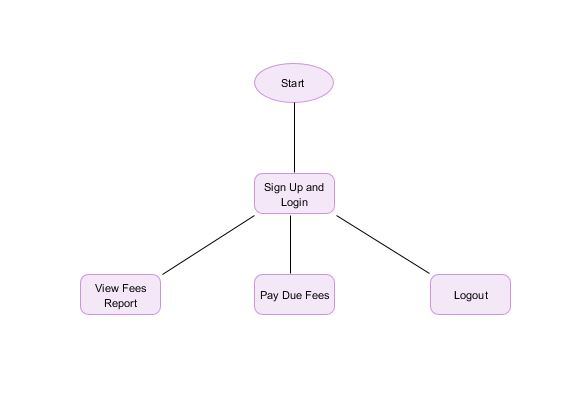 Start
Sign Up and
Login
View Fees
Report
Pay Due Fees
Logout